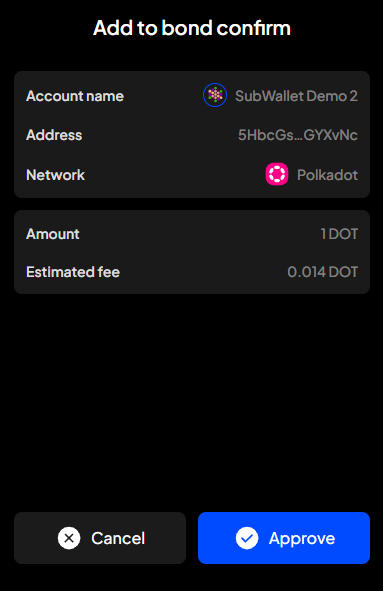 Add to bond confirm
Account name SubWallet Demo 2
Address 5HbcGs...GYXvNc
Network Polkadot
Amount 1 DOT
Estimated fee 0.014 DOT
Cancel Approve